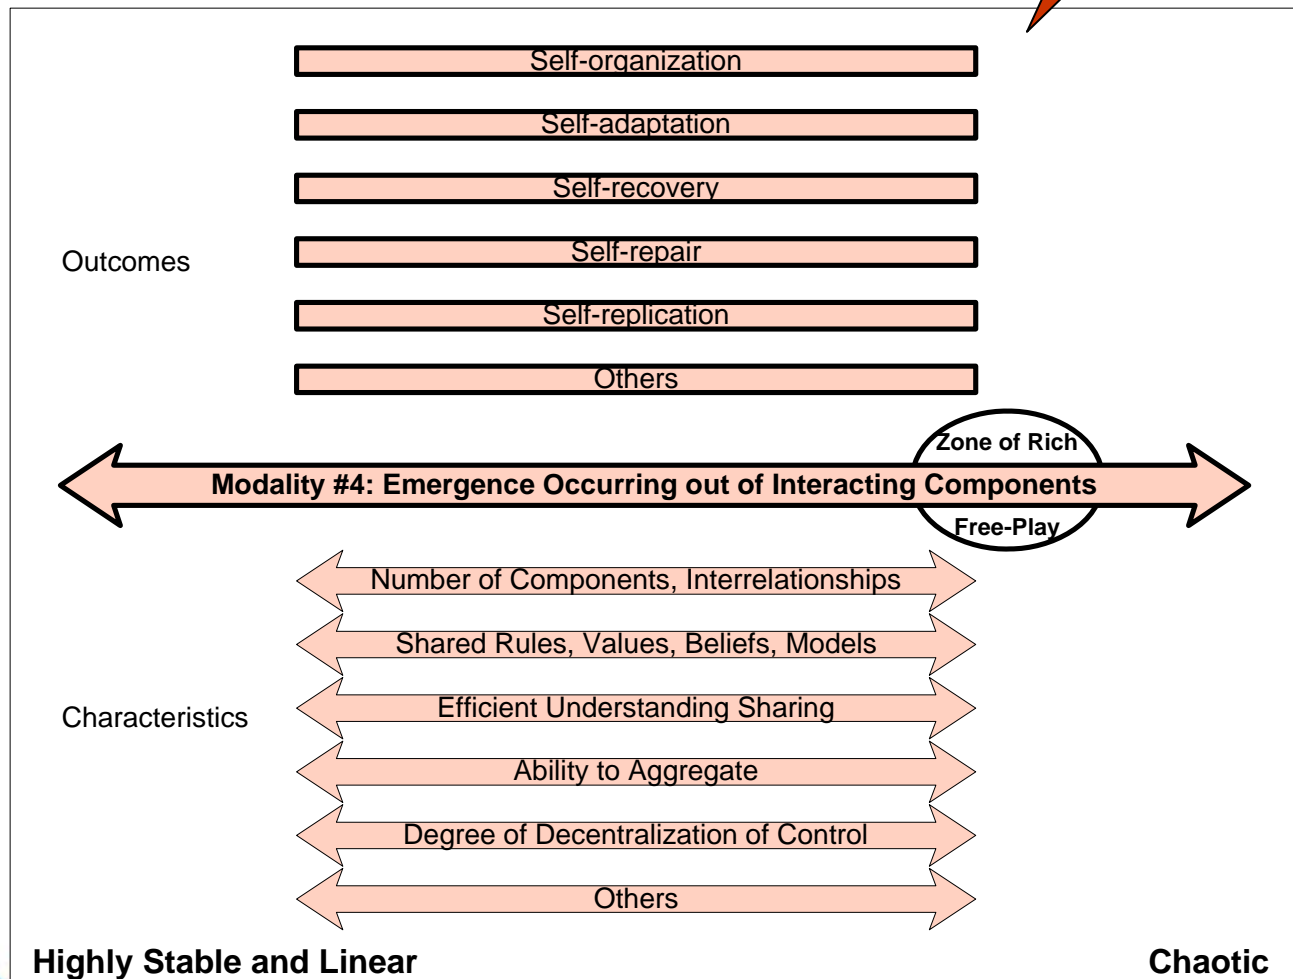 Self-organization
Self-adaptation
Self-recovery
Outcomes
Self-repair
Self-replication
Others
Zone of Rich
Modality #4: Emergence Occurring out of Interacting Components
Free-Play
Number of Components, Interrelationships
Shared Rules, Values, Beliefs, Models
Efficient Understanding Sharing
Characteristics
Ability to Aggregate
Degree of Decentralization of Control
Others
Highly Stable and Linear
Chaotic